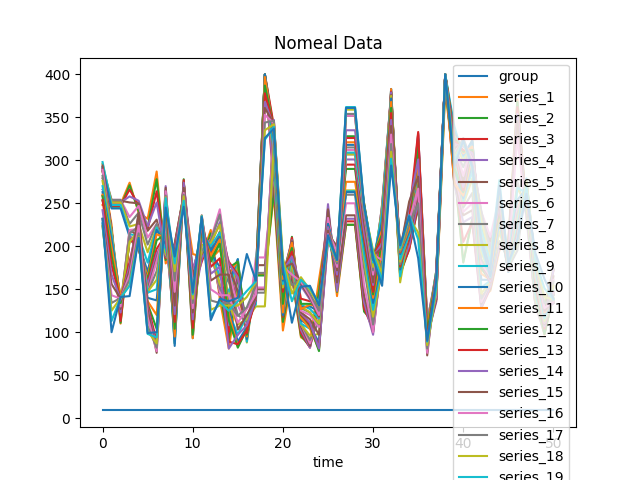 Nomeal Data
400
350
300
250
200
150
100
50
0
0 10 20 30 40 50
time
group
series_1
series_2
series_3
series_4
series_5
series_6
series_7
series_8
series_9
series_10
series_11
series_12
series_13
series_14
series_15
series_16
series_17
series_18
series_19